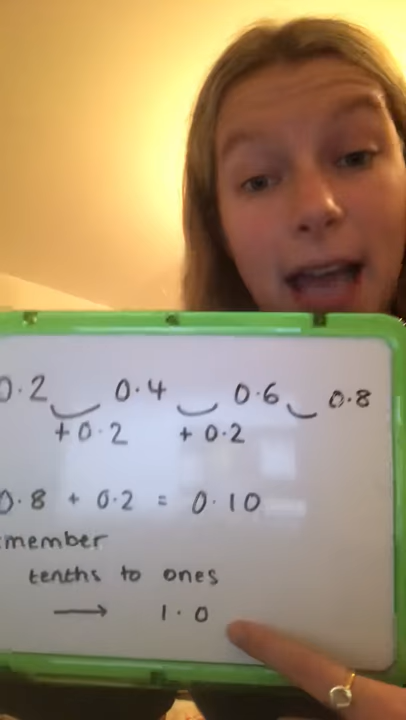 0.2 0.4 0.6 0.8
+0.2 +0.2
0.8 + 0.2 = 0.10
member
tenths to ones
→ 1.0